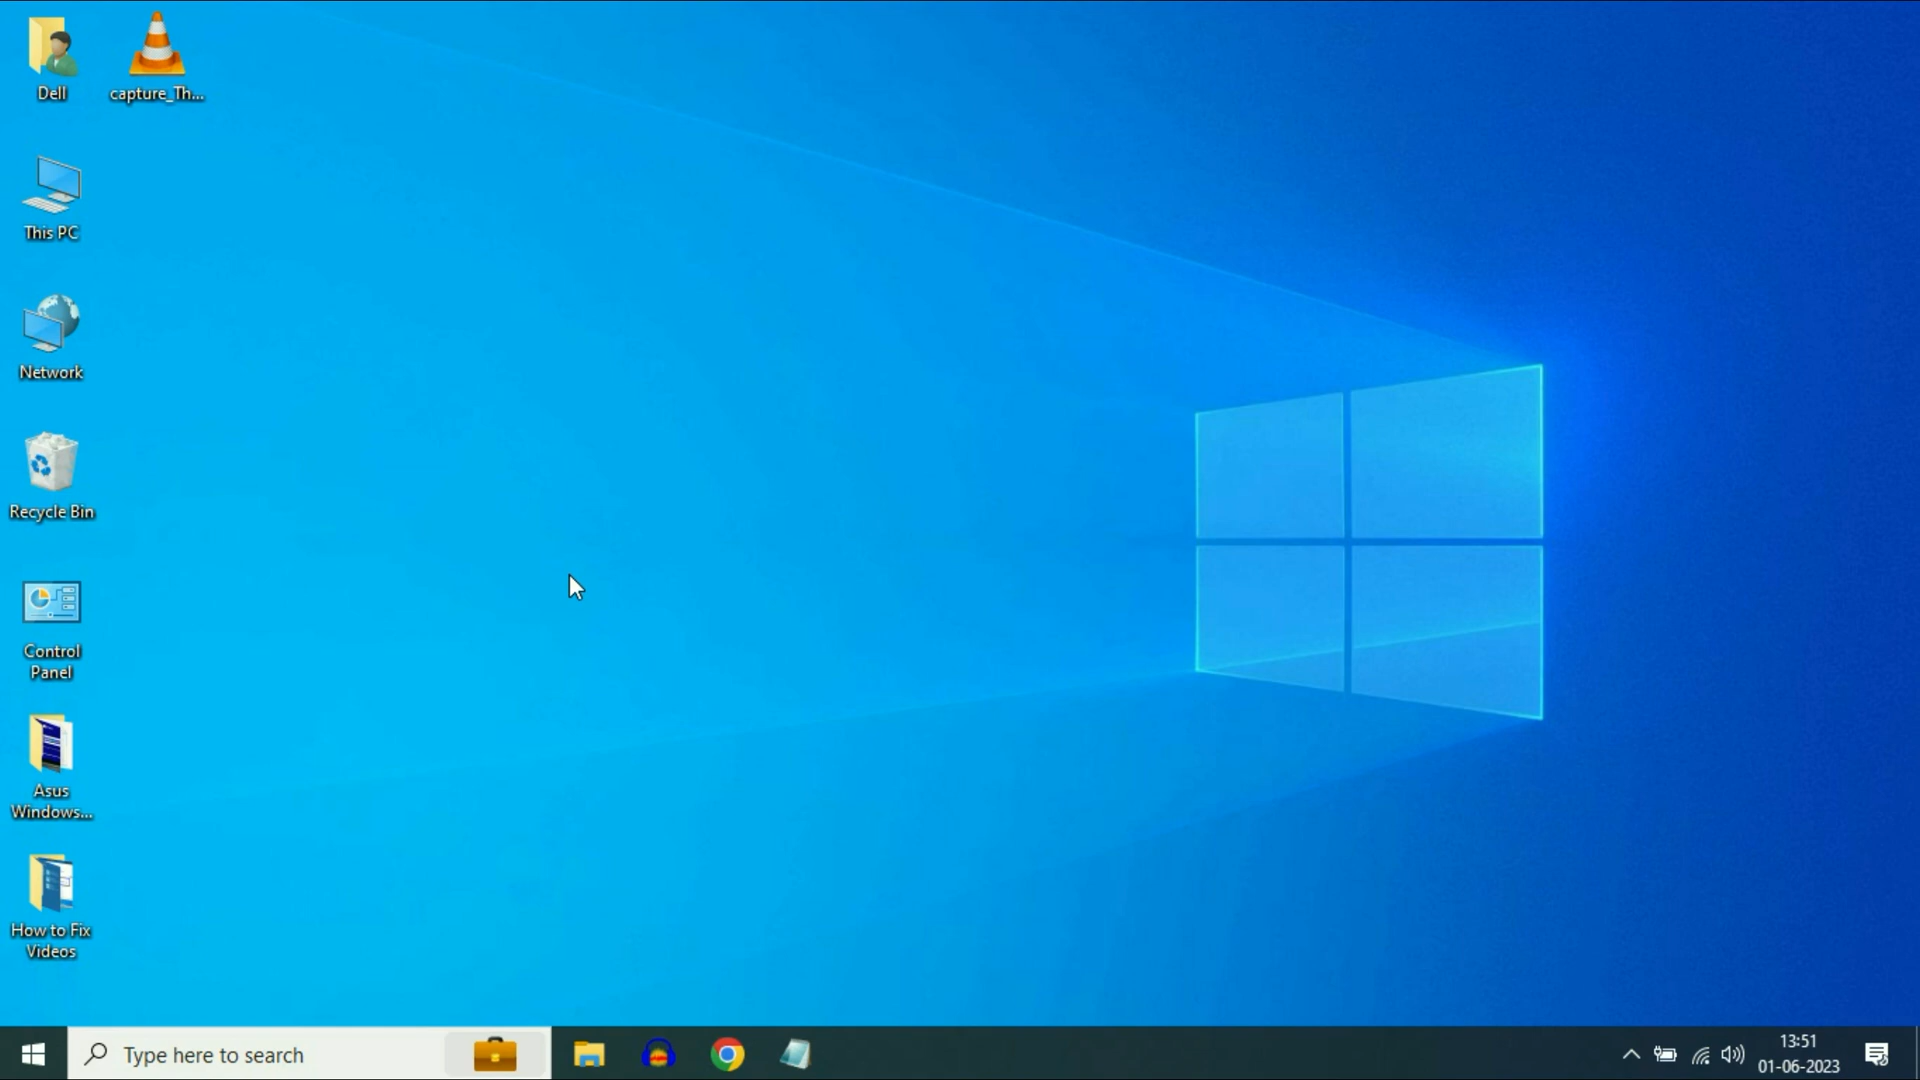 Dell
capture_Th...
This PC
Network
Recycle Bin
Control
Panel
Asus
Windows...
How to Fix
Videos
Type here to search
13:51
01-06-2023